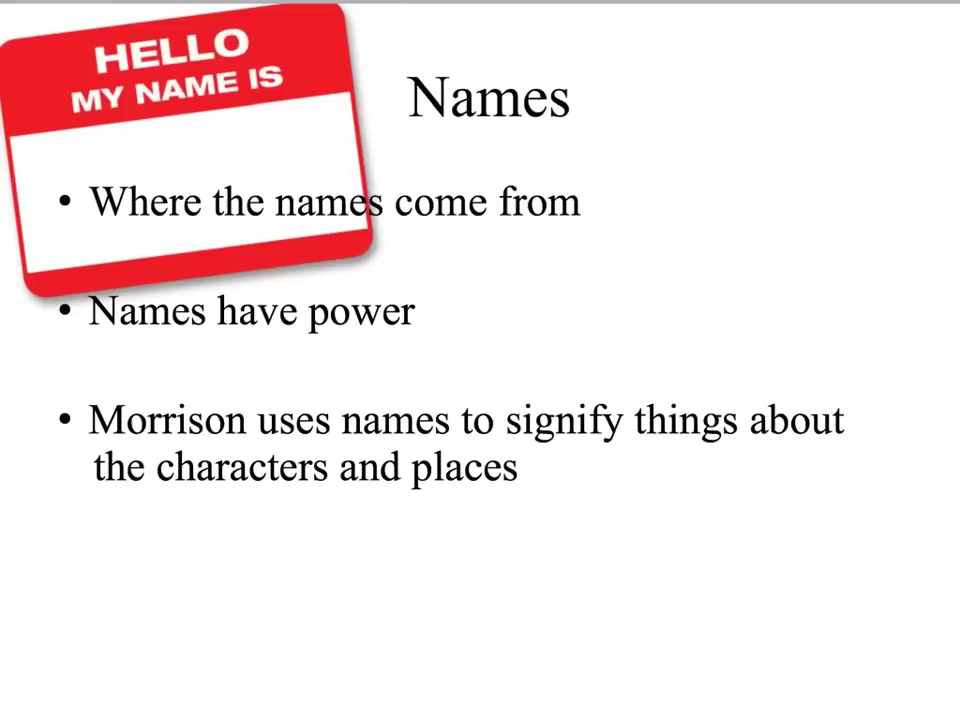 HELLO
MY NAME IS
Names
• Where the names come from
• Names have power
• Morrison uses names to signify things about
the characters and places